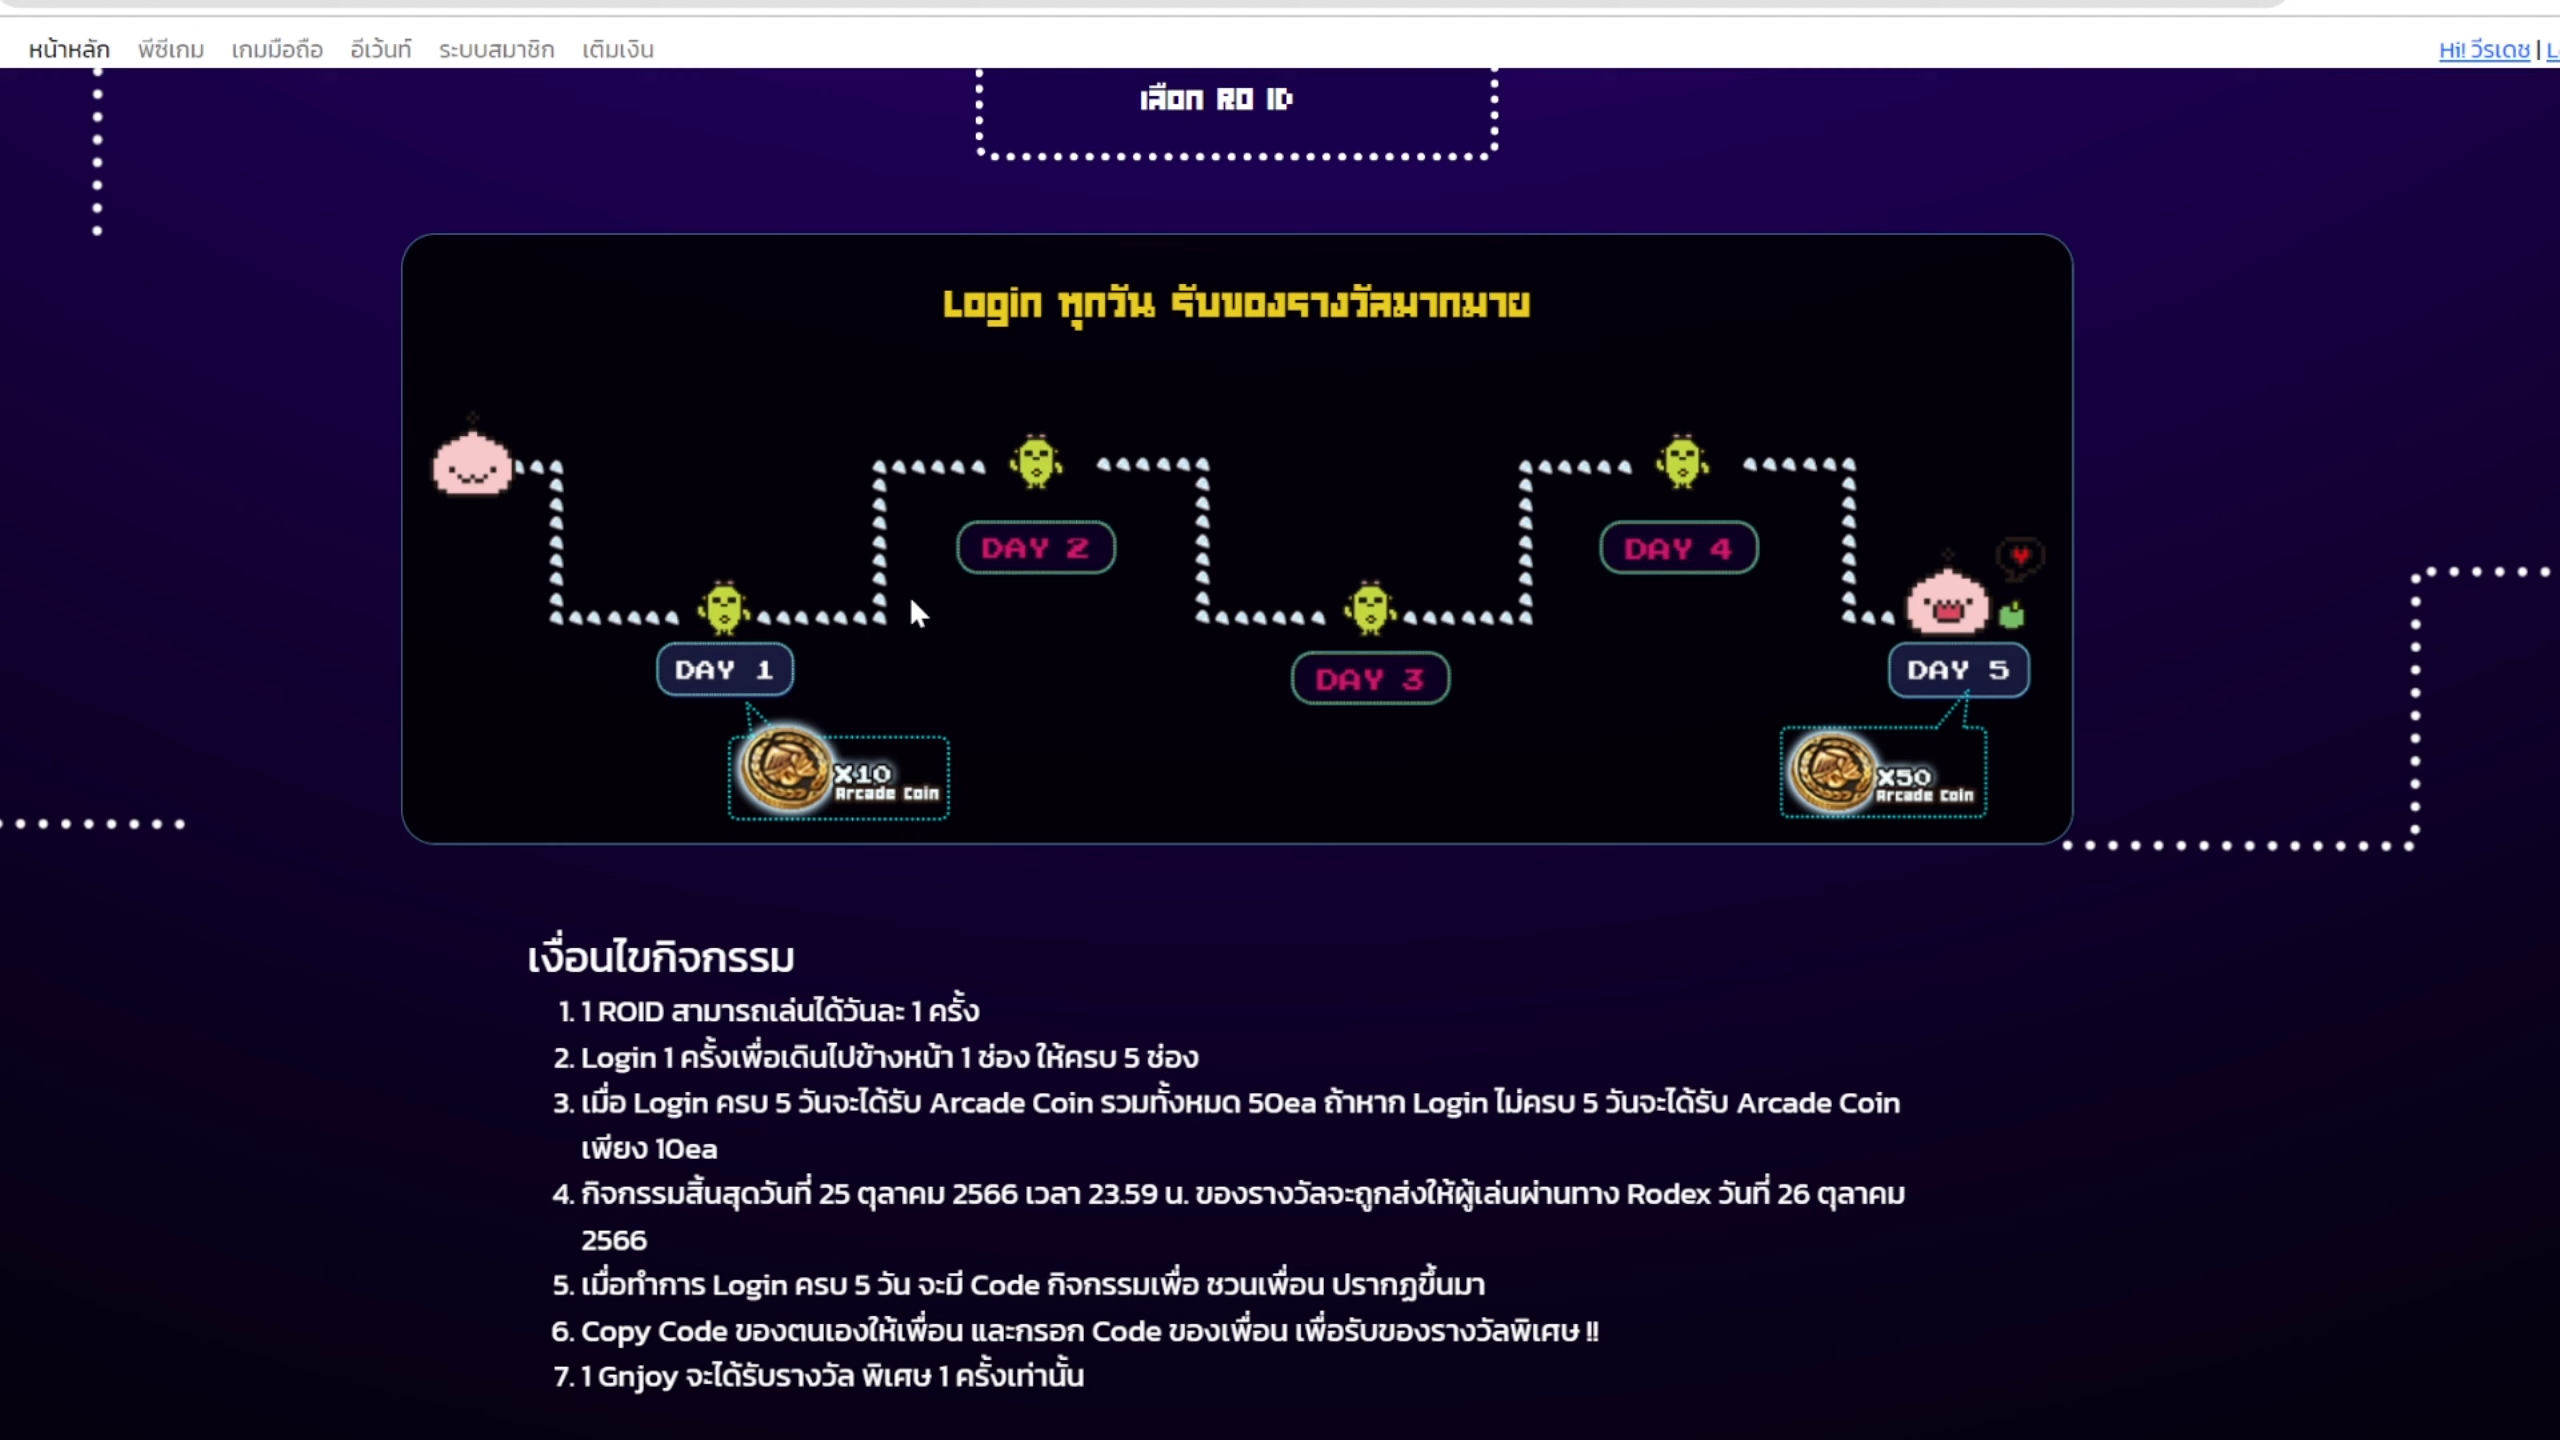 หน้าหลัก พีซีเกม เกมมือถือ อีเว้นท์ ระบบสมาชิก เติมเงิน Hi! วีรเดช |
เลือก RO ID
Login ทุกวัน รับของรางวัลมากมาย
DAY 2
DAY 4
DAY 1
DAY 3
DAY 5
X10
Arcade Coin
X50
Arcade Coin
เงื่อนไขกิจกรรม
1. 1 ROID สามารถเล่นได้วันละ 1 ครั้ง
2. Login 1 ครั้งเพื่อเดินไปข้างหน้า 1 ช่อง ให้ครบ 5 ช่อง
3. เมื่อ Login ครบ 5 วันจะได้รับ Arcade Coin รวมทั้งหมด 50ea ถ้าหาก Login ไม่ครบ 5 วันจะได้รับ Arcade Coin
เพียง 10ea
4. กิจกรรมสิ้นสุดวันที่ 25 ตุลาคม 2566 เวลา 23.59 น. ของรางวัลจะถูกส่งให้ผู้เล่นผ่านทาง Rodex วันที่ 26 ตุลาคม
2566
5. เมื่อทำการ Login ครบ 5 วัน จะมี Code กิจกรรมเพื่อ ชวนเพื่อน ปรากฏขึ้นมา
6. Copy Code ของตนเองให้เพื่อน และกรอก Code ของเพื่อน เพื่อรับของรางวัลพิเศษ !!
7. 1 Gnjoy จะได้รับรางวัล พิเศษ 1 ครั้งเท่านั้น